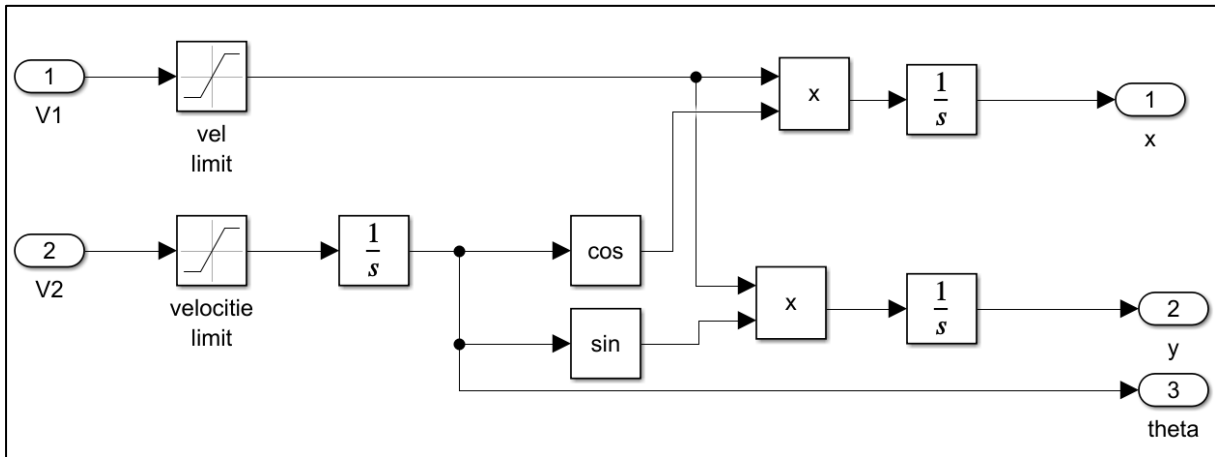 1
V1
vel
limit
x
1
s
1
x
2
V2
velocitie
limit
1
s
cos
sin
x
1
s
2
y
3
theta